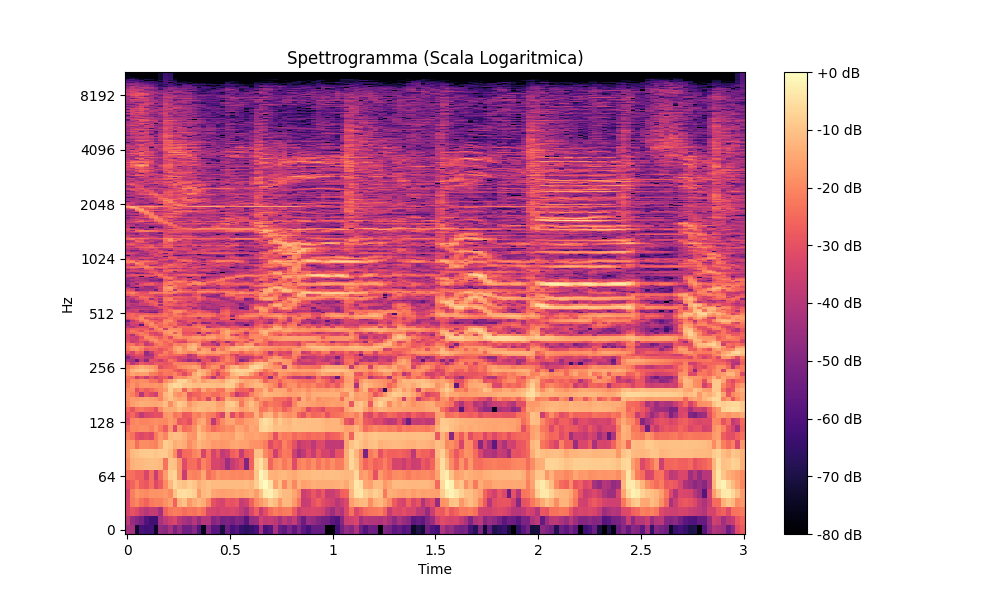 Spettrogramma (Scala Logaritmica)
Hz
8192
4096
2048
1024
512
256
128
64
0
0 0.5 1 1.5 2 2.5 3
Time
+0 dB
-10 dB
-20 dB
-30 dB
-40 dB
-50 dB
-60 dB
-70 dB
-80 dB